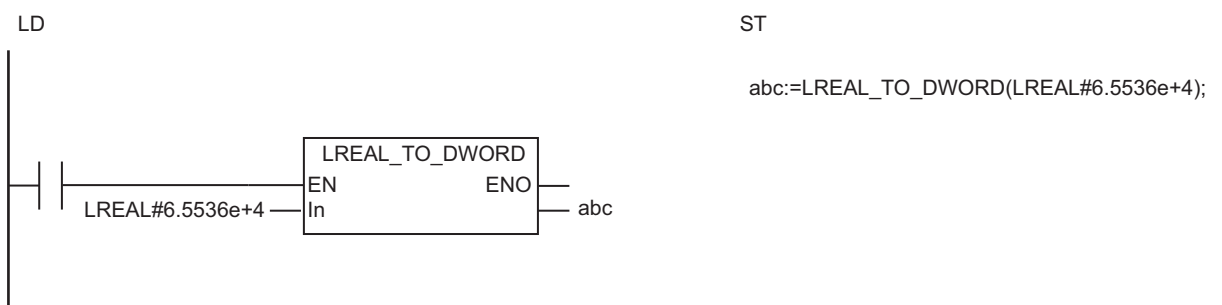 LD
ST
abc:=LREAL_TO_DWORD(LREAL#6.5536e+4);
LREAL_TO_DWORD
EN ENO
LREAL#6.5536e+4 In abc